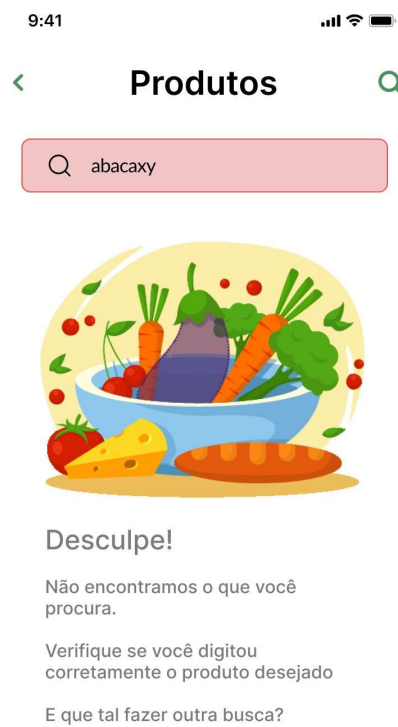 9:41
Produtos
abacaxy
Desculpe!
Não encontramos o que você
procura.
Verifique se você digitou
corretamente o produto desejado
E que tal fazer outra busca?